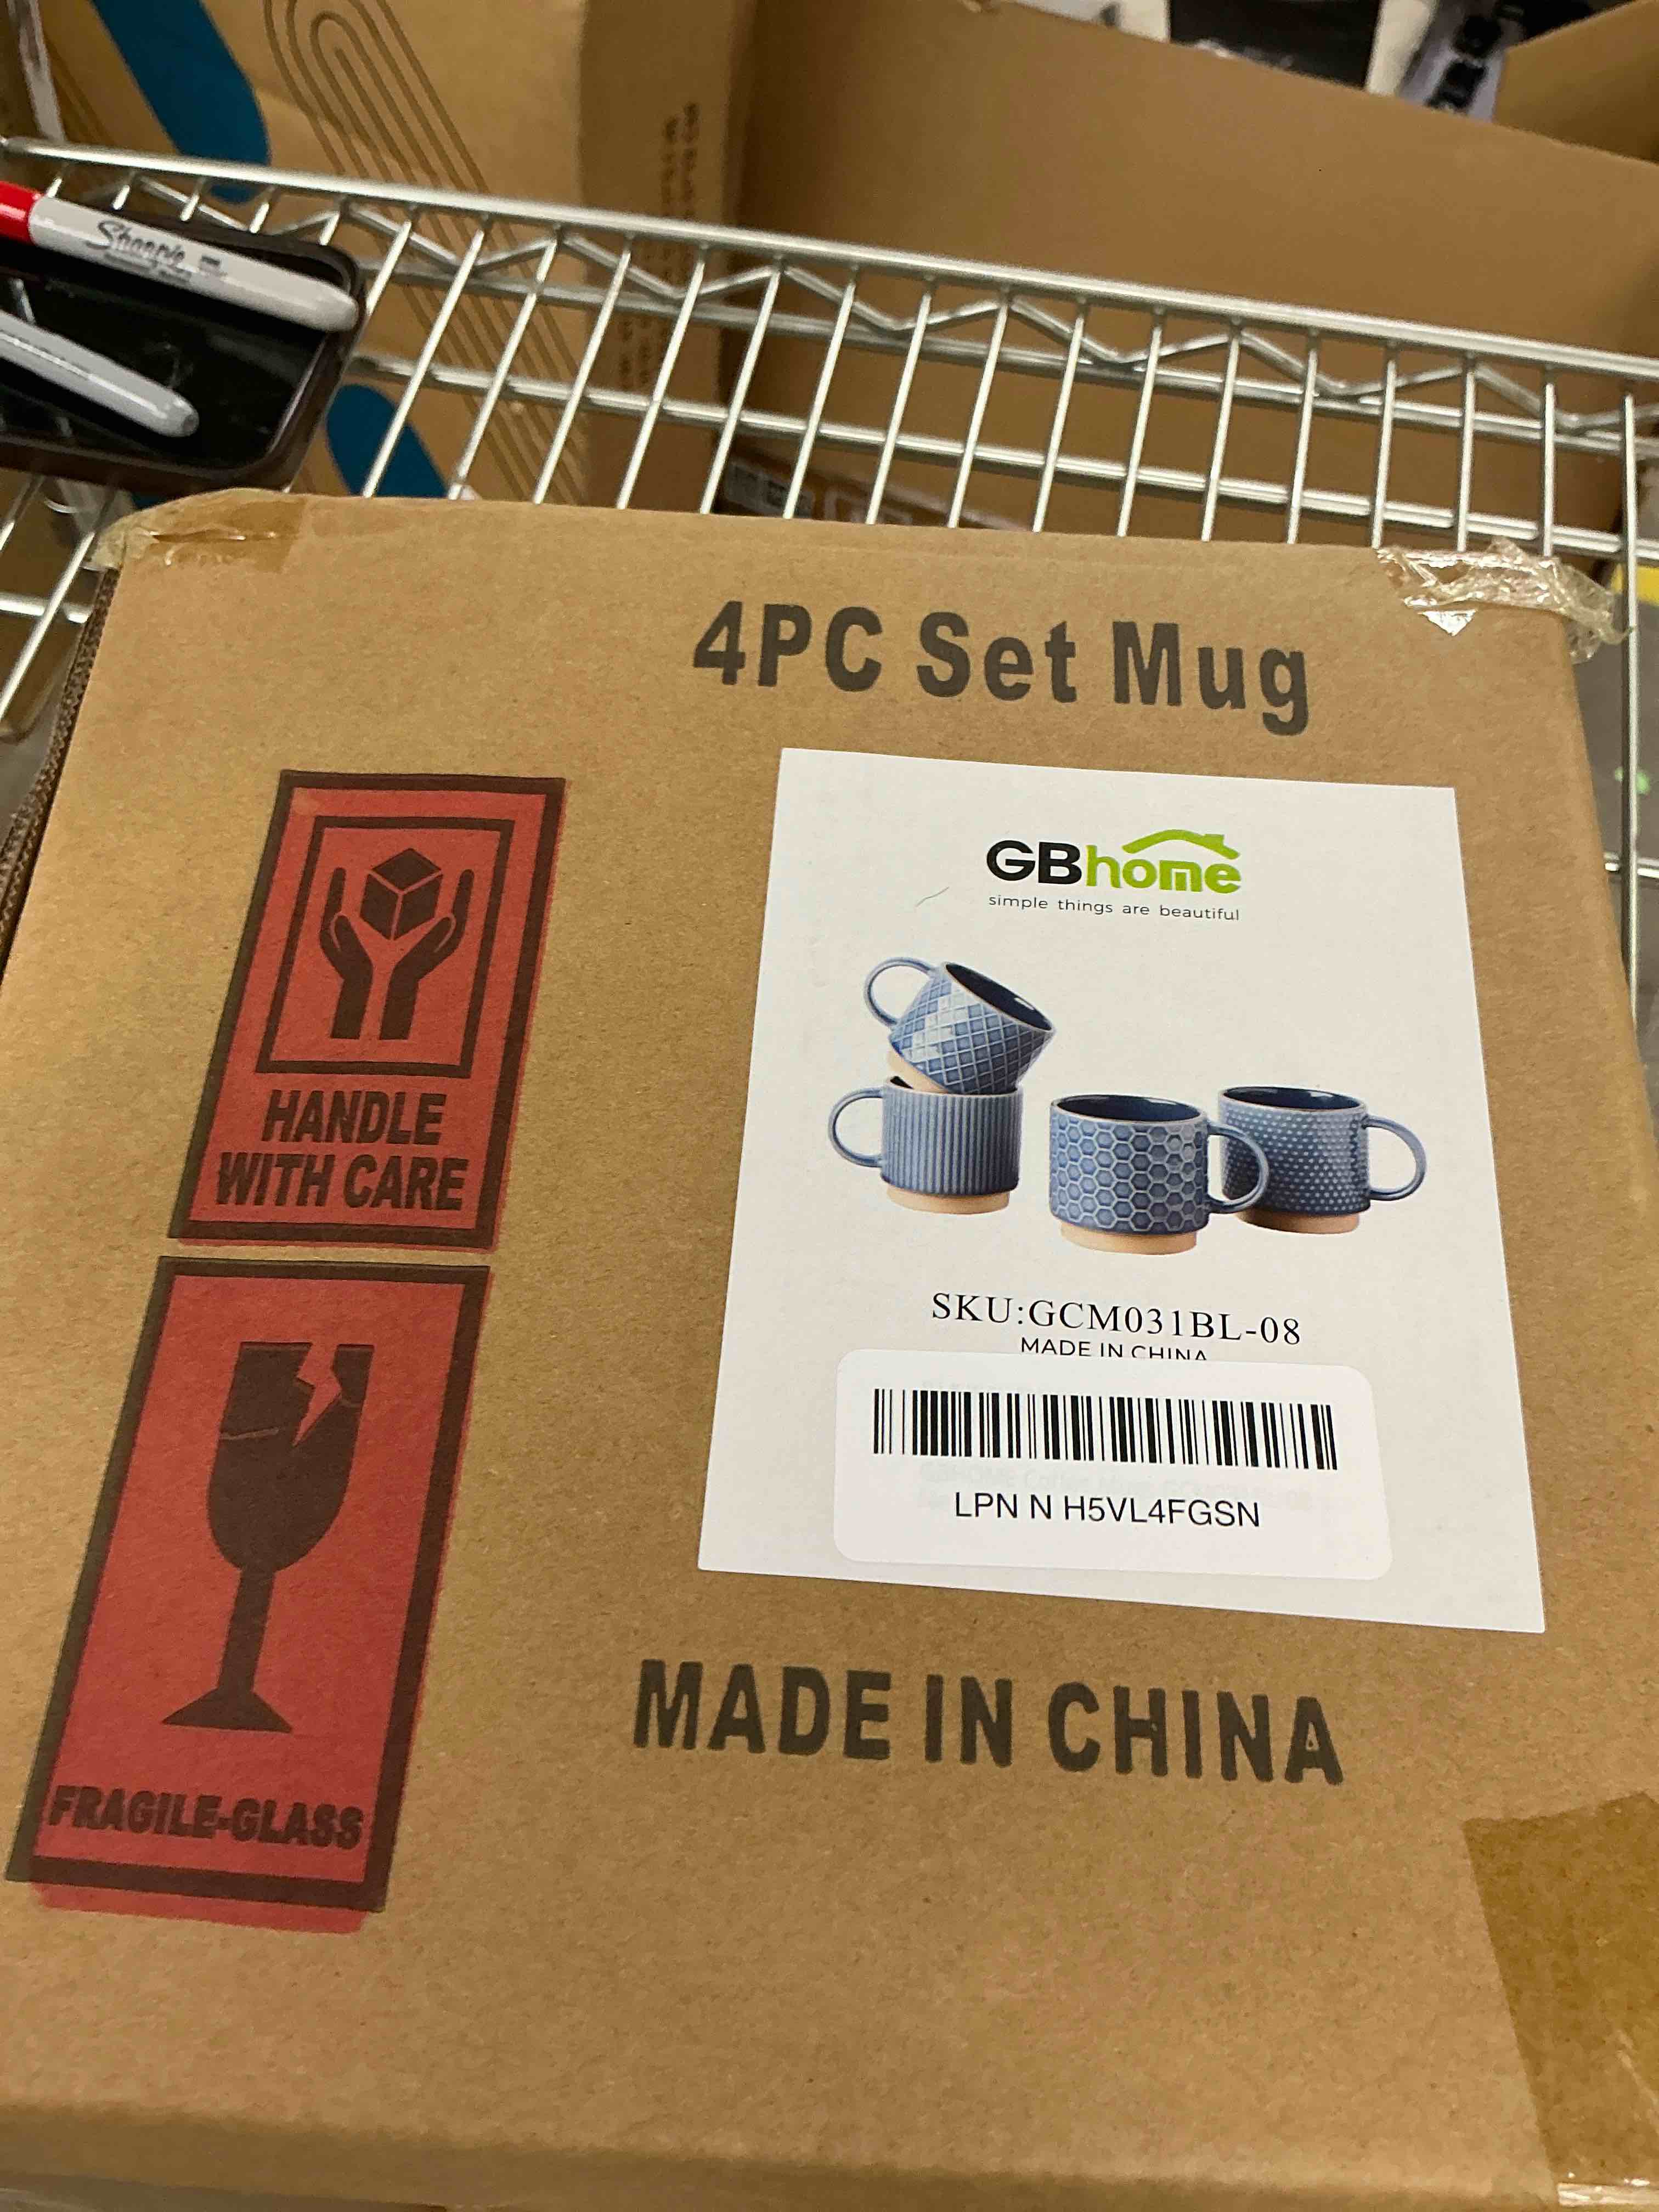 Sharpie
4PC Set Mug
GBhome
simple things are beautiful
HANDLE
WITH CARE
SKU:GCM031BL-08
MADE IN CHINA
LPN N H5VL4FGSN
MADE IN CHINA
FRAGILE-GLASS